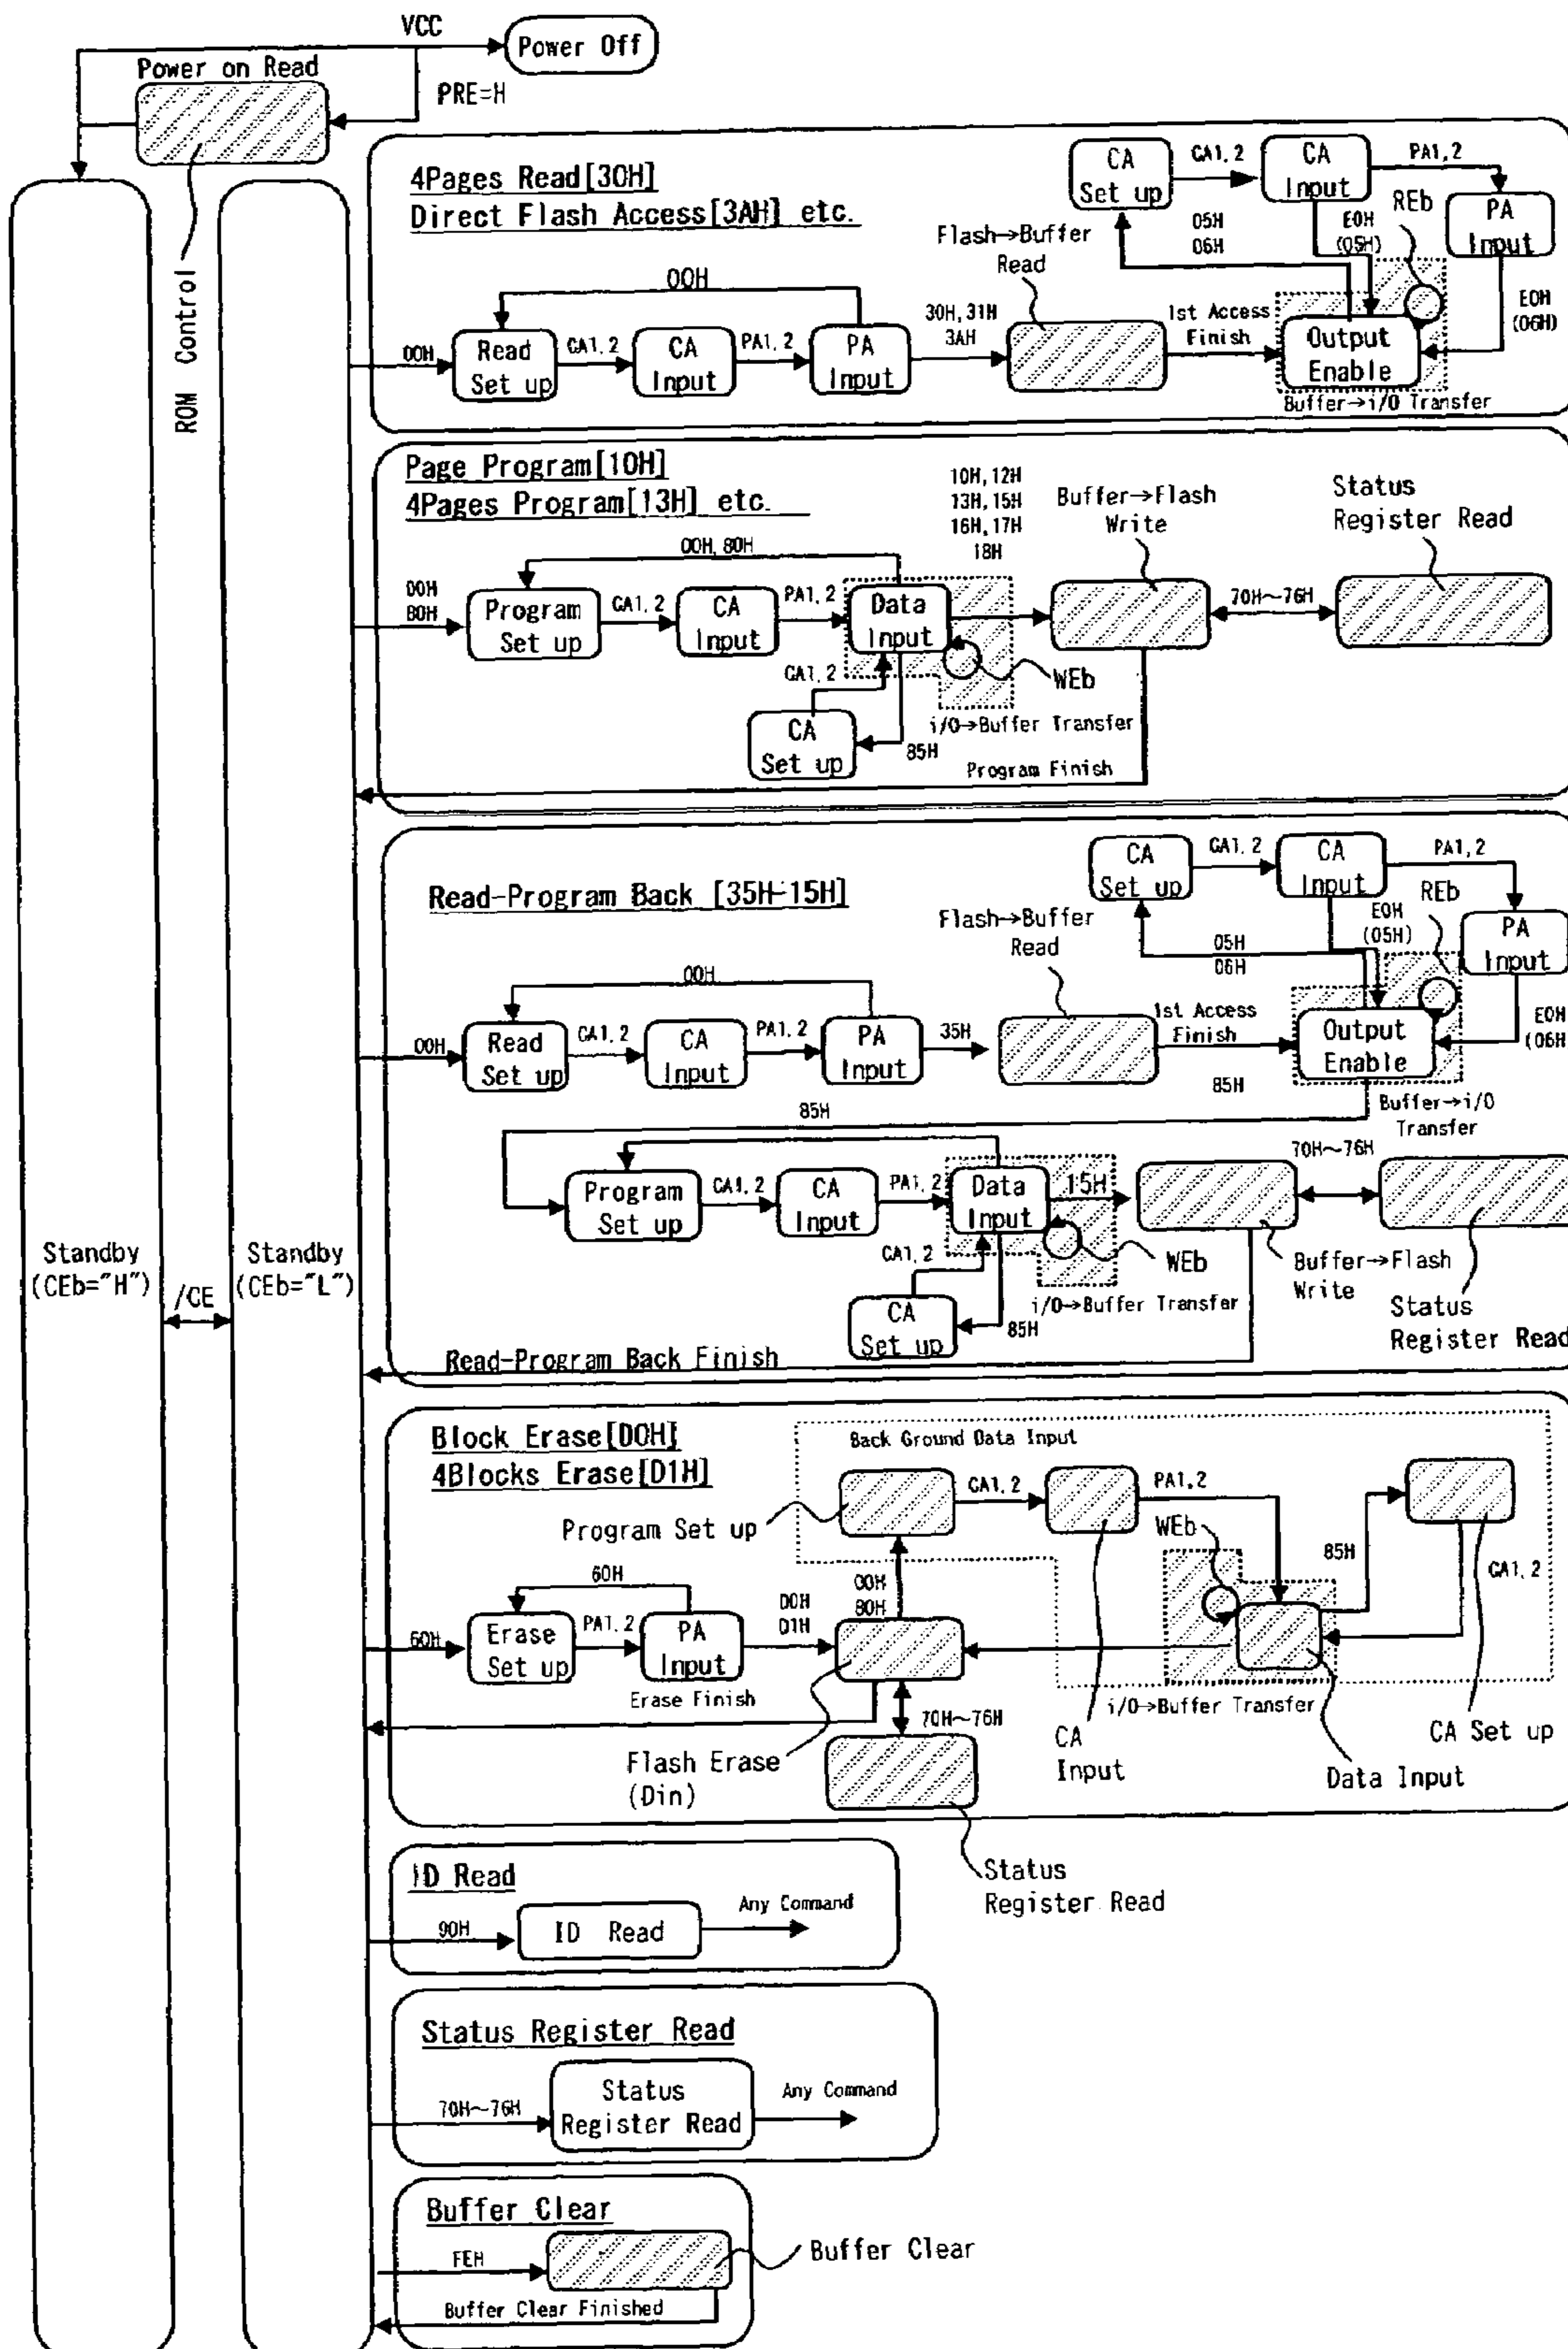 VCC
Power Off
Power on Read
PRE=H
ROM Control
4Pages Read[30H]
Direct Flash Access[3AH] etc.
CA
Set up
CA1, 2
CA
Input
PA1,2
PA
Input
REb
E0H
(05H)
05H
06H
E0H
(06H)
Flash→Buffer
Read
00H
00H
Read
Set up
CA1, 2
CA
Input
PA1, 2
PA
Input
30H, 31H
3AH
1st Access
Finish
Output
Enable
Buffer→i/O Transfer
Page Program[10H]
4Pages Program[13H] etc.
10H, 12H
13H, 15H
16H, 17H
18H
Buffer→Flash
Write
Status
Register Read
00H, 80H
00H
80H
Program
Set up
CA1, 2
CA
Input
PA1, 2
Data
Input
70H~76H
CA1, 2
WEb
CA
Set up
85H
i/O→Buffer Transfer
Program Finish
Read-Program Back [35H-15H]
CA
Set up
CA1, 2
CA
Input
PA1,2
REb
E0H
(05H)
PA
Input
Flash→Buffer
Read
05H
06H
00H
00H
Read
Set up
CA1, 2
CA
Input
PA1, 2
PA
Input
35H
1st Access
Finish
Output
Enable
E0H
(06H
85H
85H
Buffer→i/O
Transfer
70H~76H
Program
Set up
CA1, 2
CA
Input
PA1, 2
Data
Input
15H
CA1, 2
WEb
Buffer→Flash
Write
CA
Set up
85H
i/O→Buffer Transfer
Status
Register Read
Read-Program Back Finish
Standby
(CEb="H")
/CE
Standby
(CEb="L")
Block Erase[D0H]
4Blocks Erase[D1H]
Back Ground Data Input
Program Set up
CA1, 2
PA1, 2
WEb
85H
CA1, 2
60H
00H
80H
D0H
D1H
60H
Erase
Set up
PA1, 2
PA
Input
Erase Finish
i/O→Buffer Transfer
70H~76H
Flash Erase
(Din)
CA
Input
Data Input
CA Set up
Status
Register Read
ID Read
90H
ID Read
Any Command
Status Register Read
70H~76H
Status
Register Read
Any Command
Buffer Clear
FEH
Buffer Clear
Buffer Clear Finished